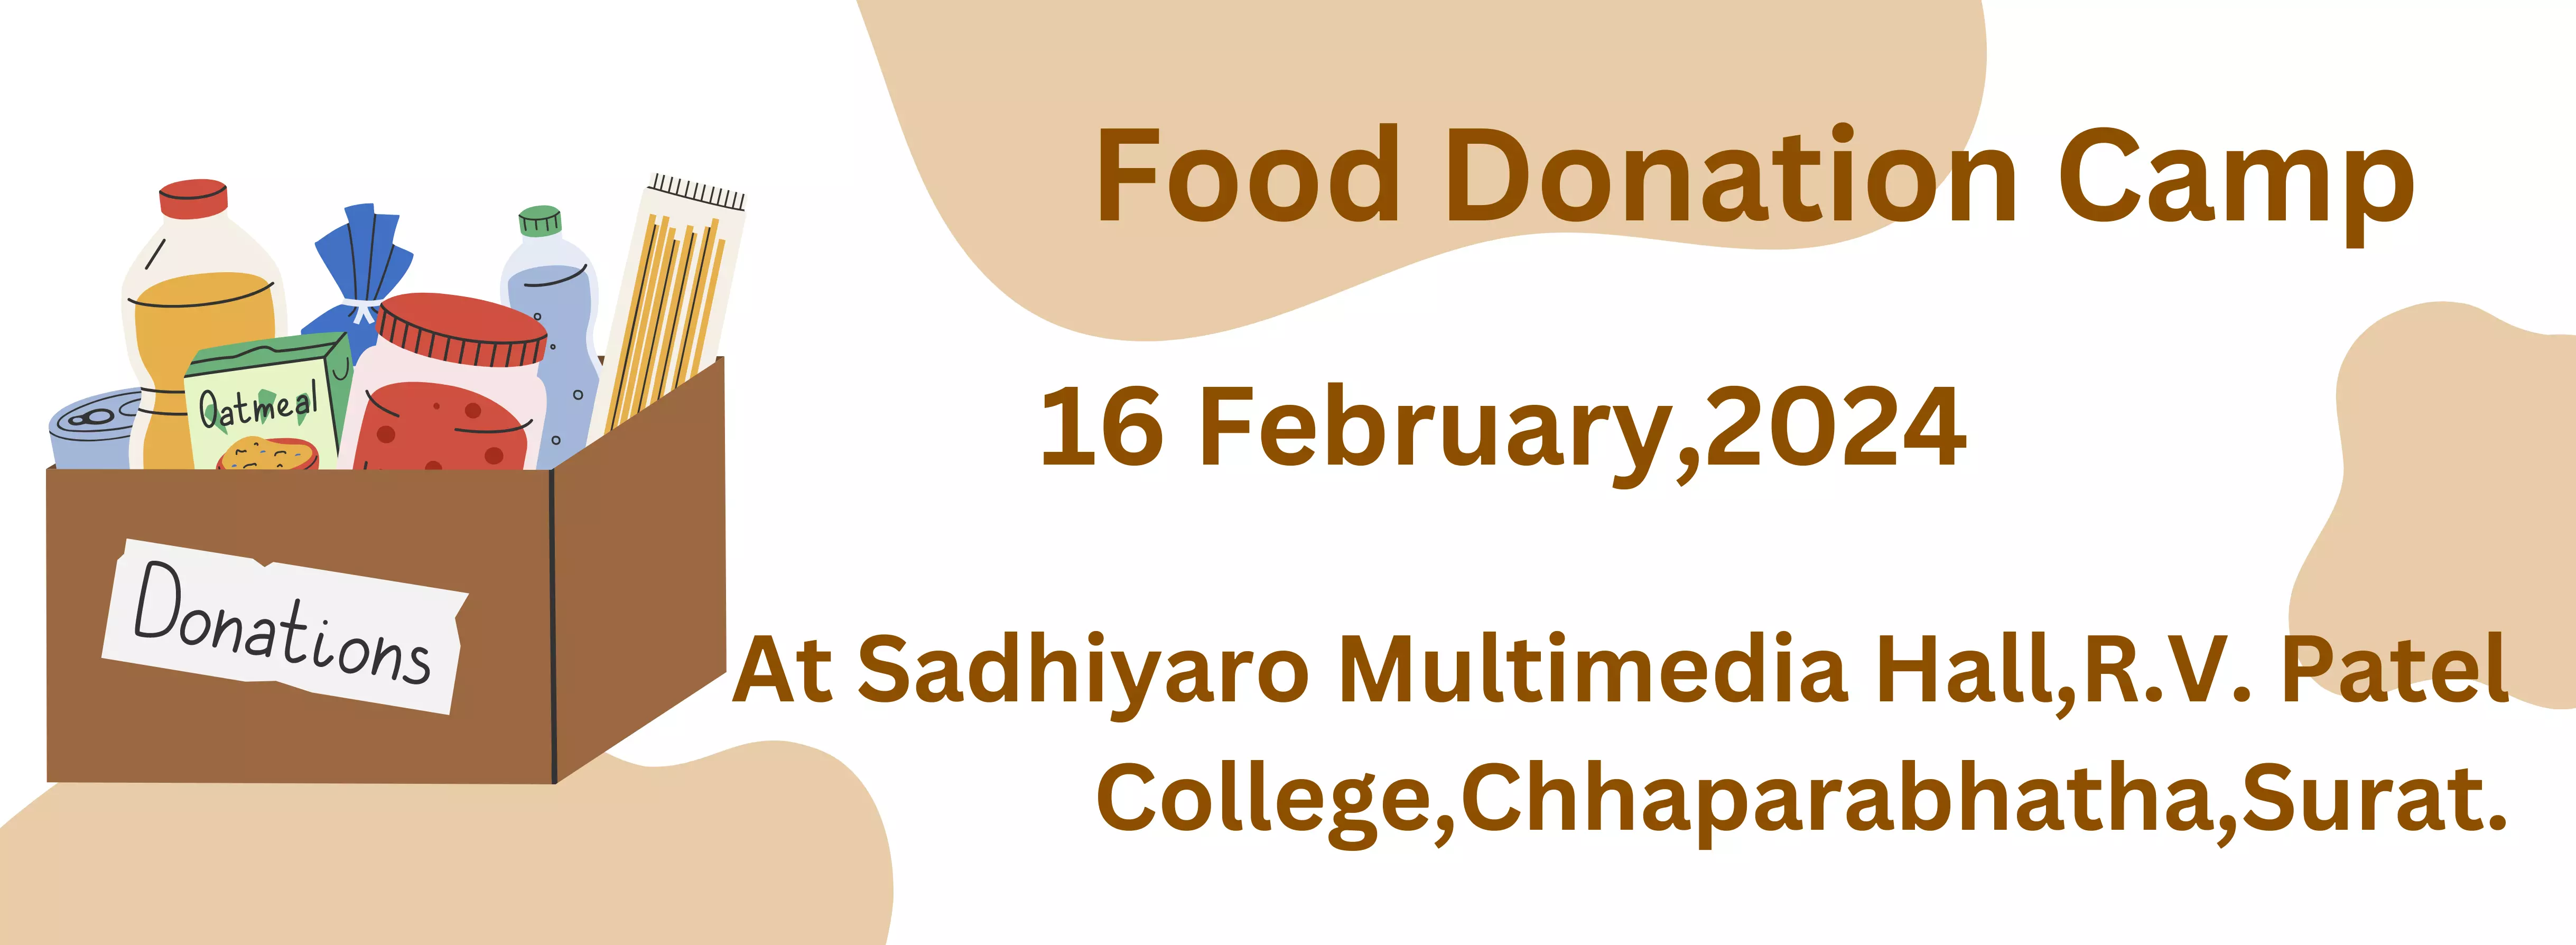 Food Donation Camp
16 February,2024
At Sadhiyaro Multimedia Hall,R.V. Patel
College,Chhaparabhatha,Surat.
Oatmeal
Donations